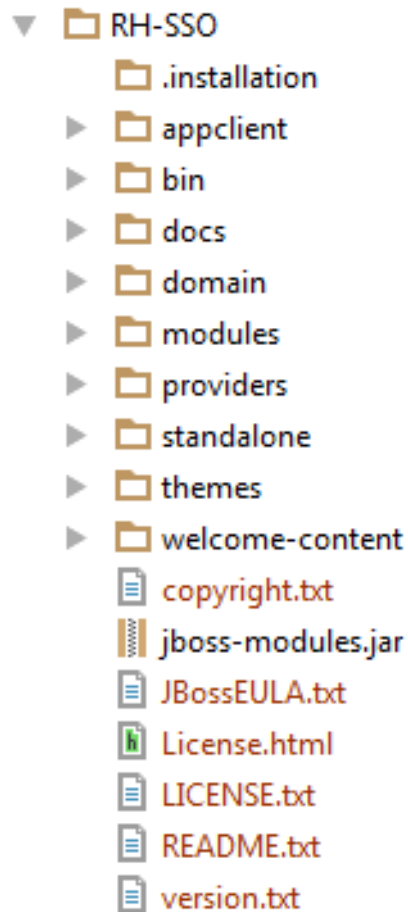 RH-SSO
.installation
appclient
bin
docs
domain
modules
providers
standalone
themes
welcome-content
copyright.txt
jboss-modules.jar
JBossEULA.txt
License.html
LICENSE.txt
README.txt
version.txt